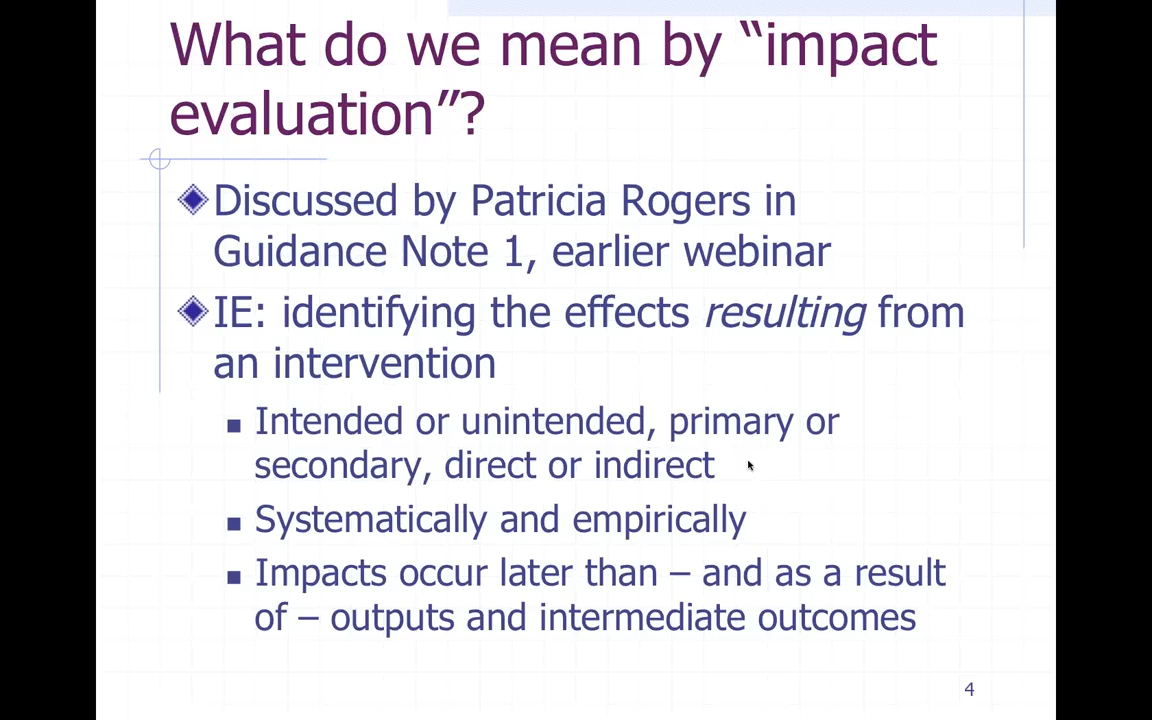 What do we mean by “impact
evaluation”?
Discussed by Patricia Rogers in
Guidance Note 1, earlier webinar
IE: identifying the effects resulting from
an intervention
Intended or unintended, primary or
secondary, direct or indirect
Systematically and empirically
Impacts occur later than – and as a result
of – outputs and intermediate outcomes
4